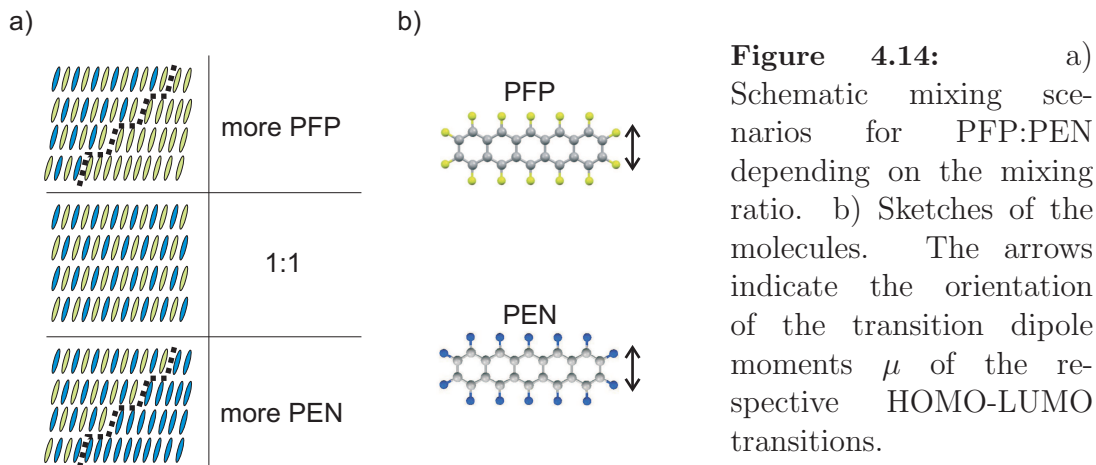 a)
more PFP
1:1
more PEN
b)
PFP
PEN
Figure 4.14: a)
Schematic mixing sce-
narios for PFP:PEN
depending on the mixing
ratio. b) Sketches of the
molecules. The arrows
indicate the orientation
of the transition dipole
moments μ of the re-
spective HOMO-LUMO
transitions.